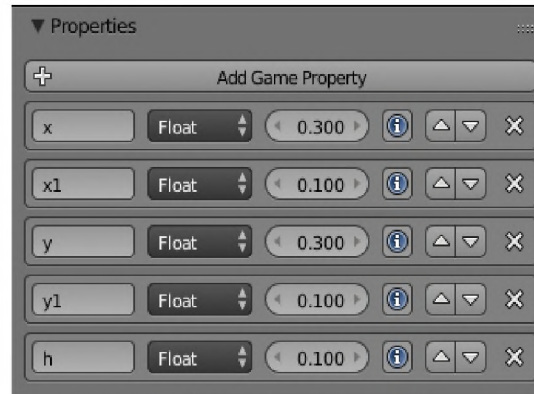 Properties
Add Game Property
x Float 0.300
x1 Float 0.100
y Float 0.300
y1 Float 0.100
h Float 0.100